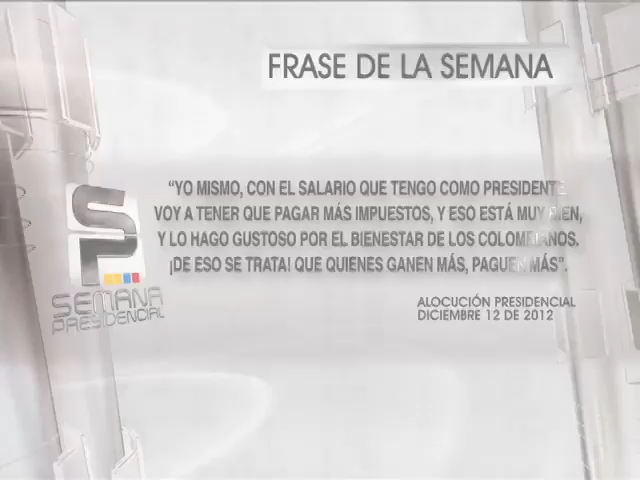 FRASE DE LA SEMANA
“YO MISMO, CON EL SALARIO QUE TENGO COMO PRESIDENTE
VOY A TENER QUE PAGAR MÁS IMPUESTOS, Y ESO ESTÁ MUY BIEN,
Y LO HAGO GUSTOSO POR EL BIENESTAR DE LOS COLOMBIANOS.
¡DE ESO SE TRATA! QUE QUIENES GANEN MÁS, PAGUEN MÁS”.
SP
SEMANA
PRESIDENCIAL
ALOCUCIÓN PRESIDENCIAL
DICIEMBRE 12 DE 2012